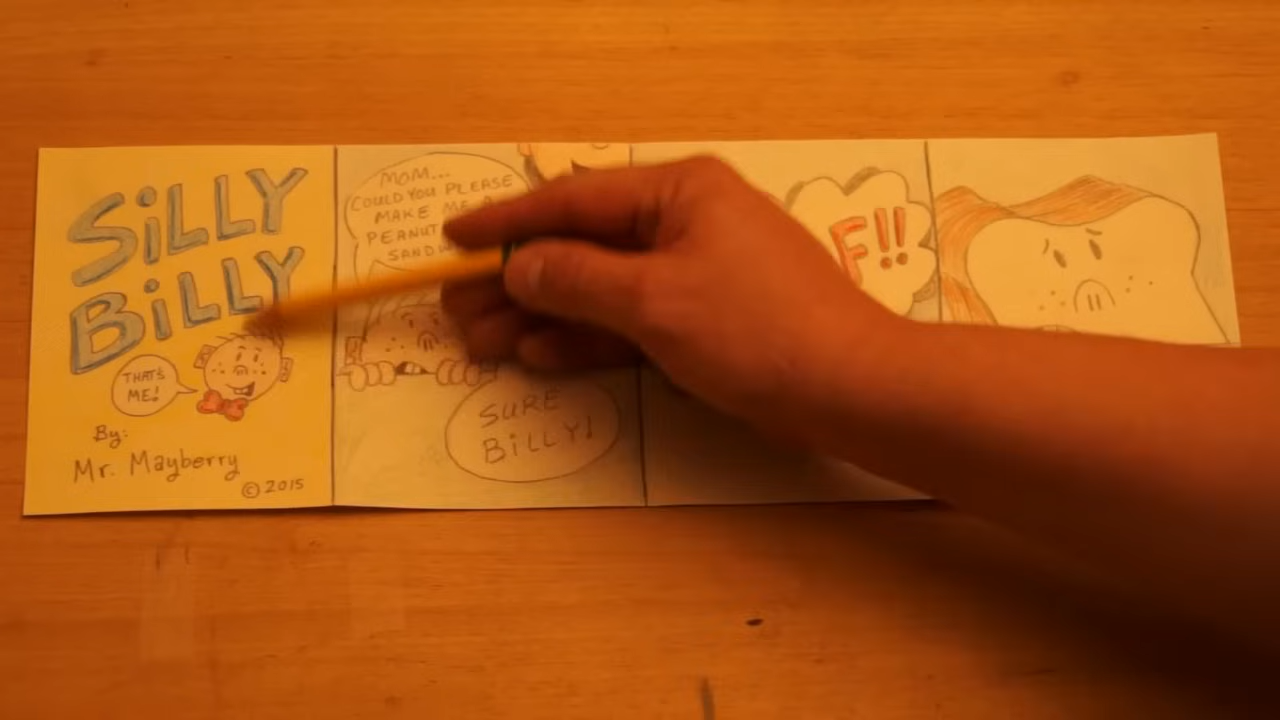 SiLLY
BiLLY
THAT'S
ME!
By:
Mr. Mayberry
© 2015
MOM...
COULD YOU PLEASE
MAKE ME A
SURE
BiLLY!
F!!